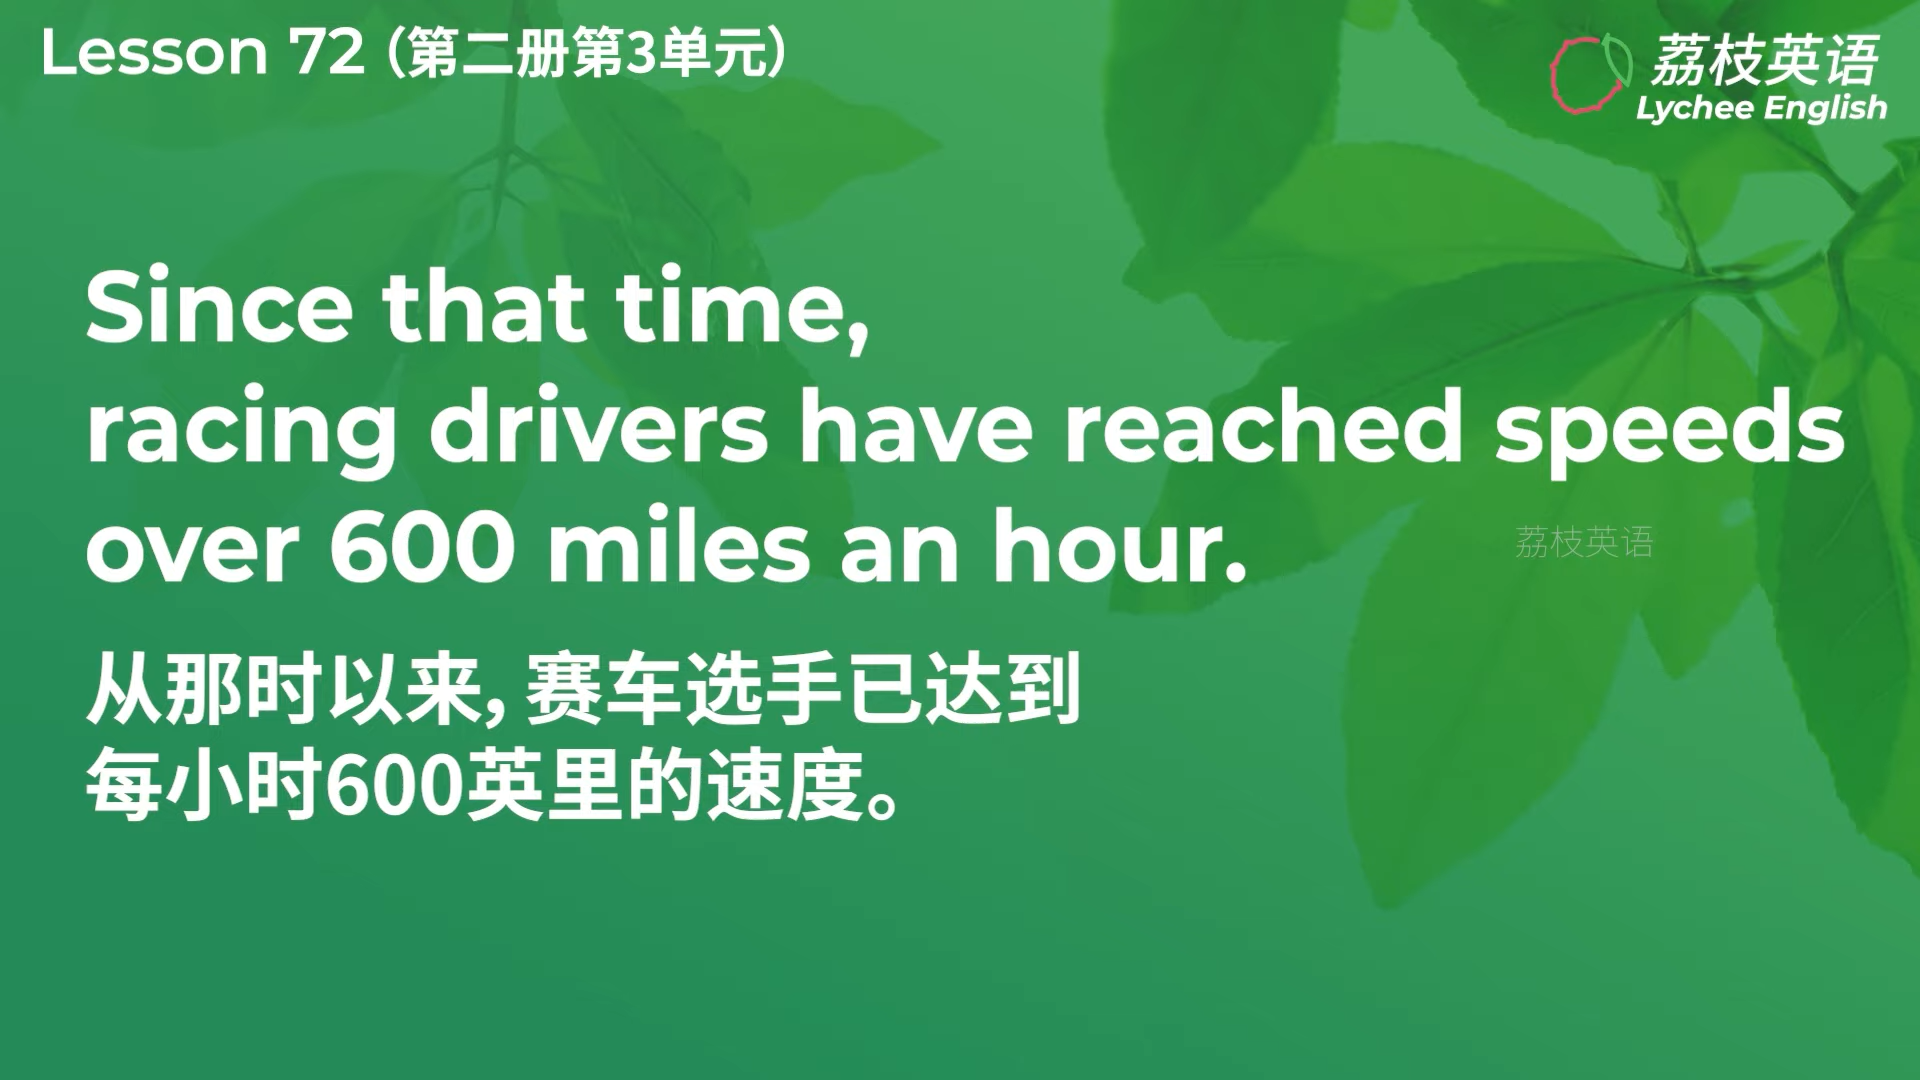 Lesson 72（第二册第3单元）
荔枝英语
Lychee English
Since that time,
racing drivers have reached speeds
over 600 miles an hour.
荔枝英语
从那时以来，赛车选手已达到
每小时600英里的速度。